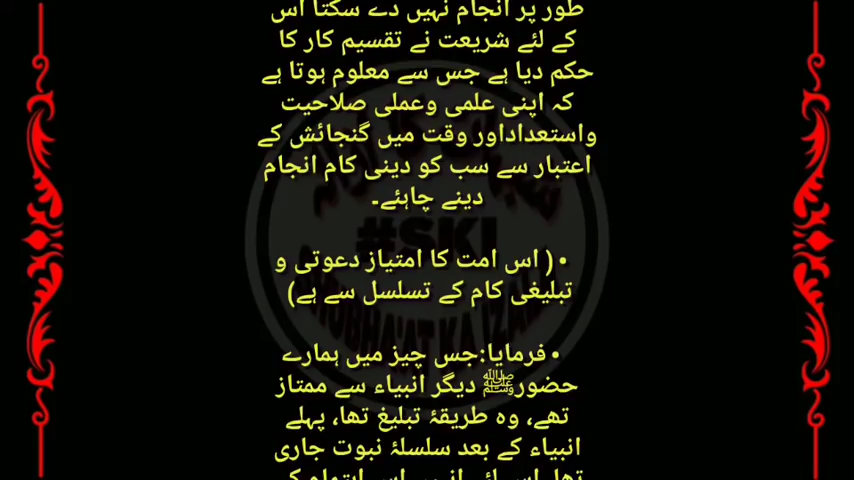 طور پر انجام نہیں دے سکتا اس
کے لئے شریعت نے تقسیم کار کا
حکم دیا ہے جس سے معلوم ہوتا ہے
کہ اپنی علمی وعملی صلاحیت
واستعداداور وقت میں گنجائش کے
اعتبار سے سب کو دینی کام انجام
دینے چاہئے۔
•( اس امت کا امتیاز دعوتی و
تبلیغی کام کے تسلسل سے ہے)
•فرمایا:جس چیز میں ہمارے
حضورﷺ دیگر انبیاء سے ممتاز
تھے، وہ طریقۂ تبلیغ تھا، پہلے
انبیاء کے بعد سلسلۂ نبوت جاری
#SKI